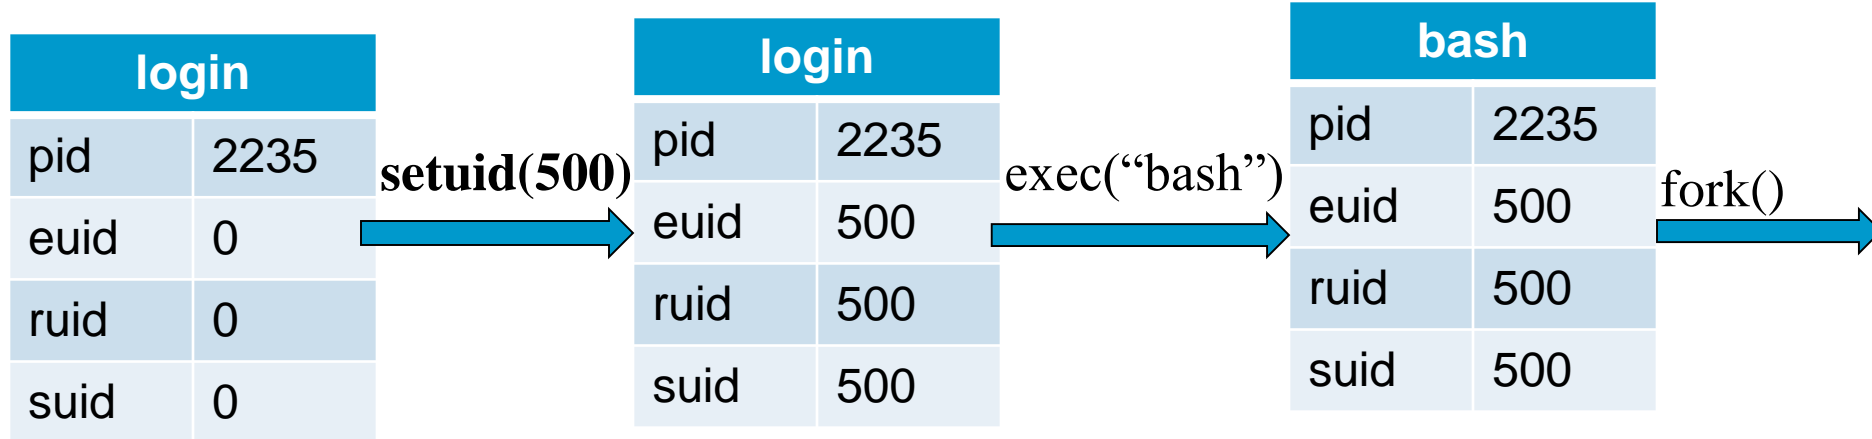 login
pid 2235
euid 0
ruid 0
suid 0
setuid(500)
login
pid 2235
euid 500
ruid 500
suid 500
exec(“bash”)
bash
pid 2235
euid 500
ruid 500
suid 500
fork()